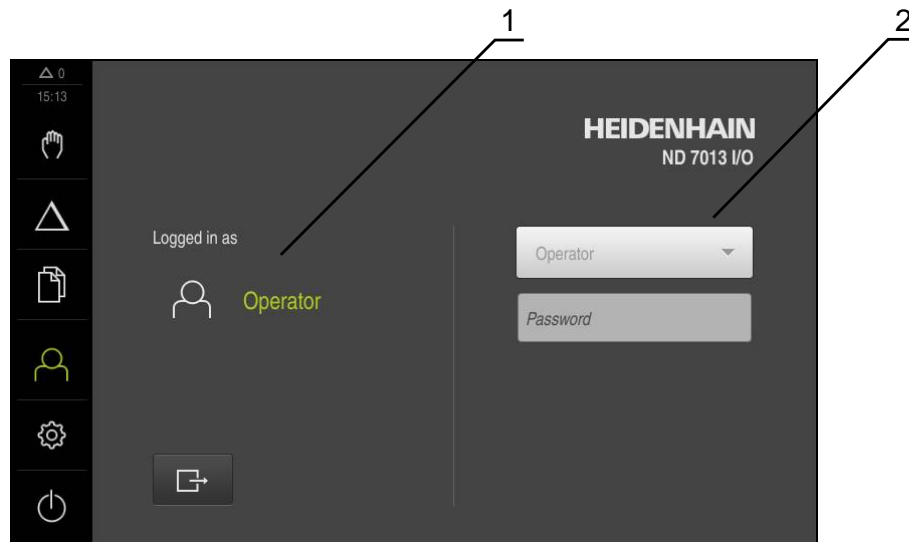 1
2
△ 0
15:13
HEIDENHAIN
ND 7013 I/O
Logged in as
Operator
Operator
Password